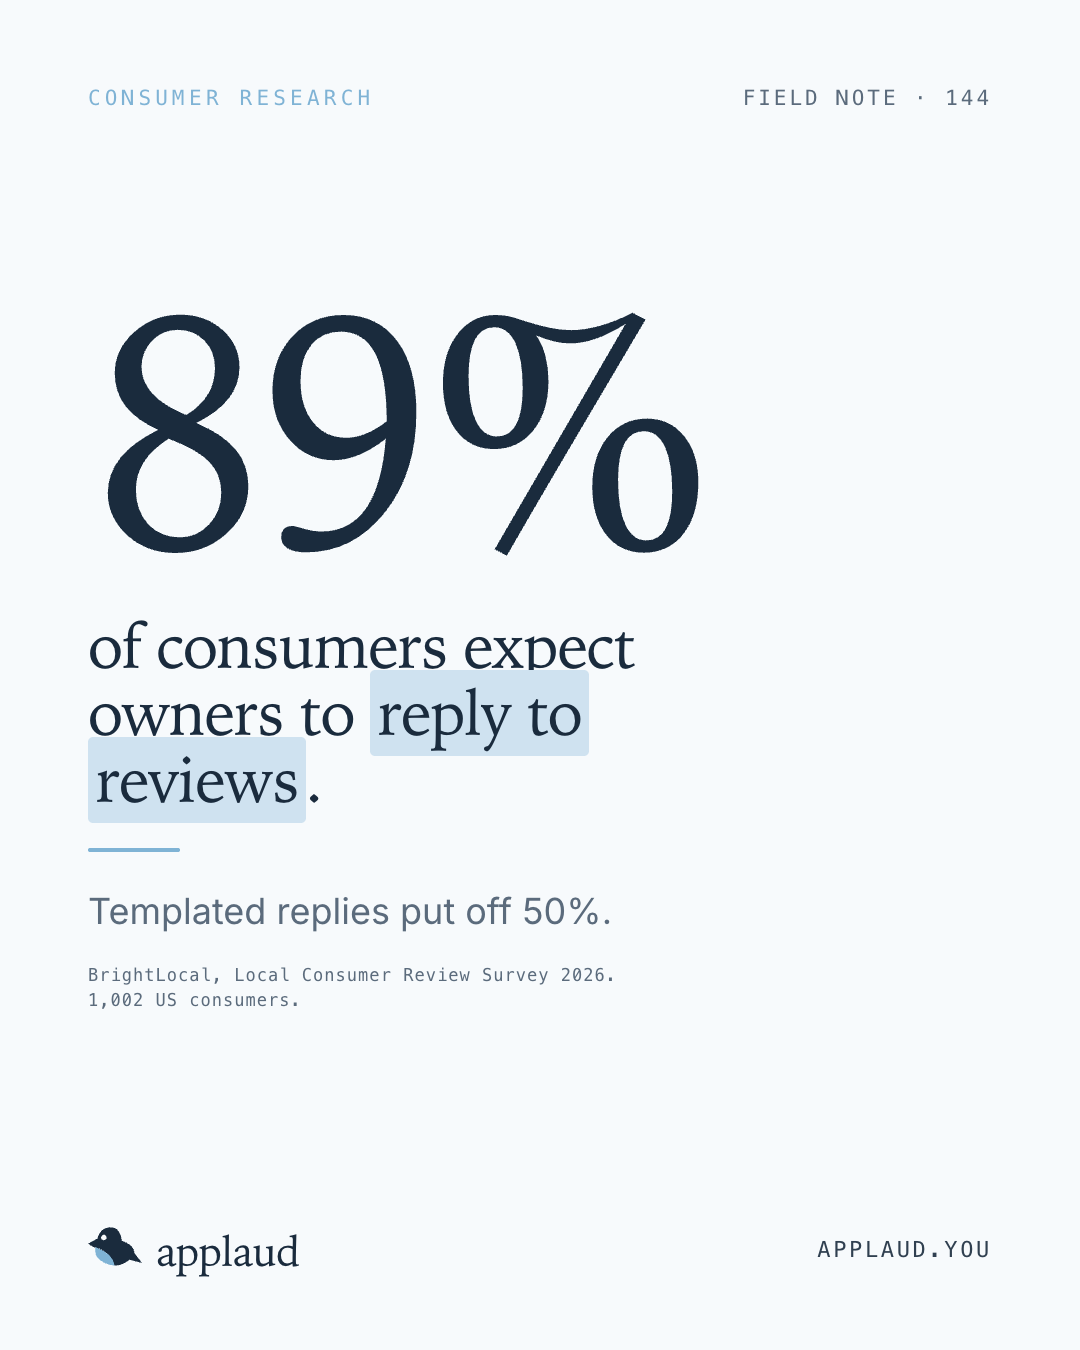 CONSUMER RESEARCH
FIELD NOTE · 144
89%
of consumers expect
owners to reply to
reviews.
Templated replies put off 50%.
BrightLocal, Local Consumer Review Survey 2026.
1,002 US consumers.
applaud
APPLAUD.YOU